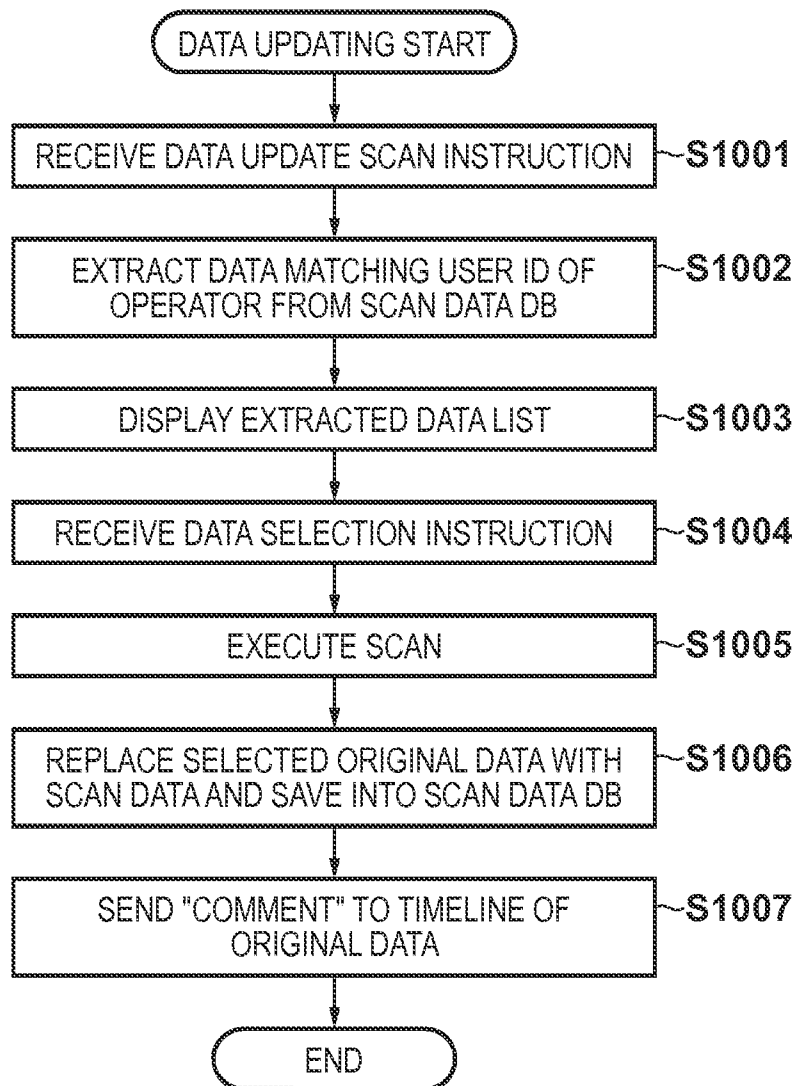 DATA UPDATING START
RECEIVE DATA UPDATE SCAN INSTRUCTION
S1001
EXTRACT DATA MATCHING USER ID OF
OPERATOR FROM SCAN DATA DB
S1002
DISPLAY EXTRACTED DATA LIST
S1003
RECEIVE DATA SELECTION INSTRUCTION
S1004
EXECUTE SCAN
S1005
REPLACE SELECTED ORIGINAL DATA WITH
SCAN DATA AND SAVE INTO SCAN DATA DB
S1006
SEND "COMMENT" TO TIMELINE OF
ORIGINAL DATA
S1007
END